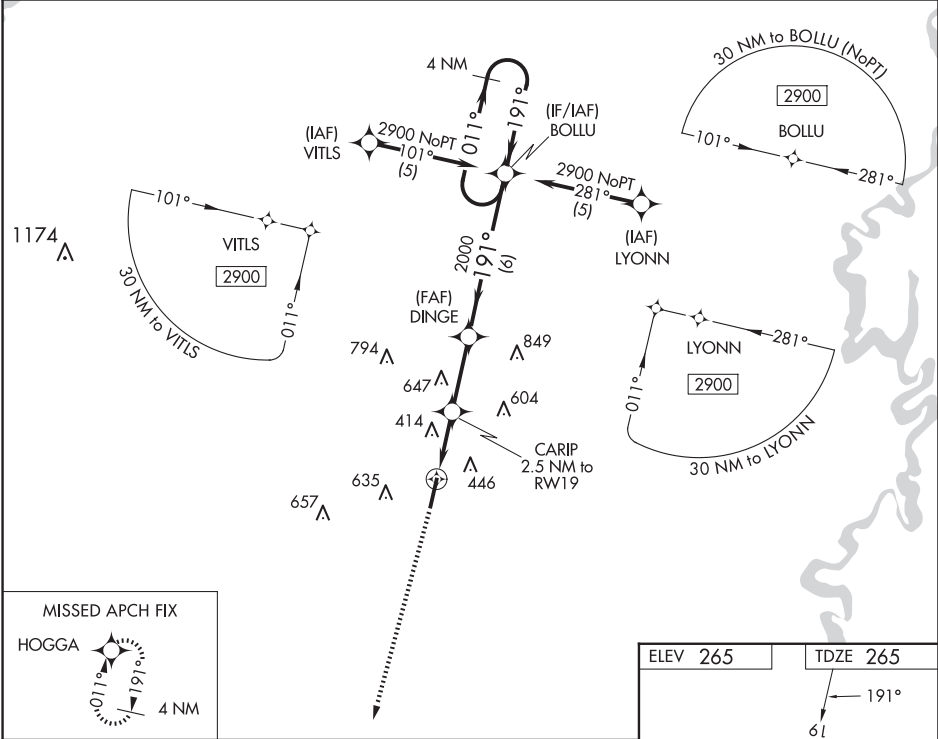 4 NM
011°
191°
(IF/IAF)
BOLLU
(IAF)
VITLS
2900 NoPT
101°
(5)
2900 NoPT
281°
(5)
(IAF)
LYONN
30 NM to BOLLU (NoPT)
2900
BOLLU
101°
281°
101°
VITLS
2900
011°
30 NM to VITLS
1174
2000
191°
(6)
(FAF)
DINGE
794
849
647
604
414
CARIP
2.5 NM to
RW19
446
635
657
281°
LYONN
2900
011°
30 NM to LYONN
MISSED APCH FIX
HOGGA
011°
191°
4 NM
ELEV 265
TDZE 265
191°
19